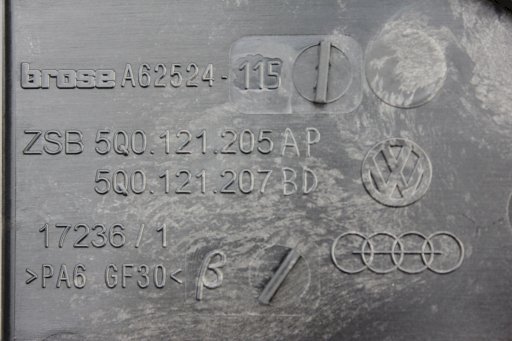 brose A62524-115
ZSB 5Q0.121.205 AP
5Q0.121.207 BD
17236/1
>PA6 GF30< β